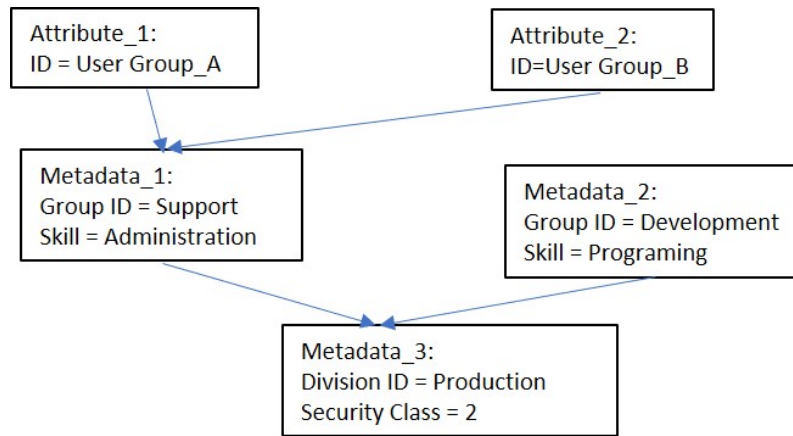 Attribute_1:
ID = User Group_A
Attribute_2:
ID=User Group_B
Metadata_1:
Group ID = Support
Skill = Administration
Metadata_2:
Group ID = Development
Skill = Programing
Metadata_3:
Division ID = Production
Security Class = 2